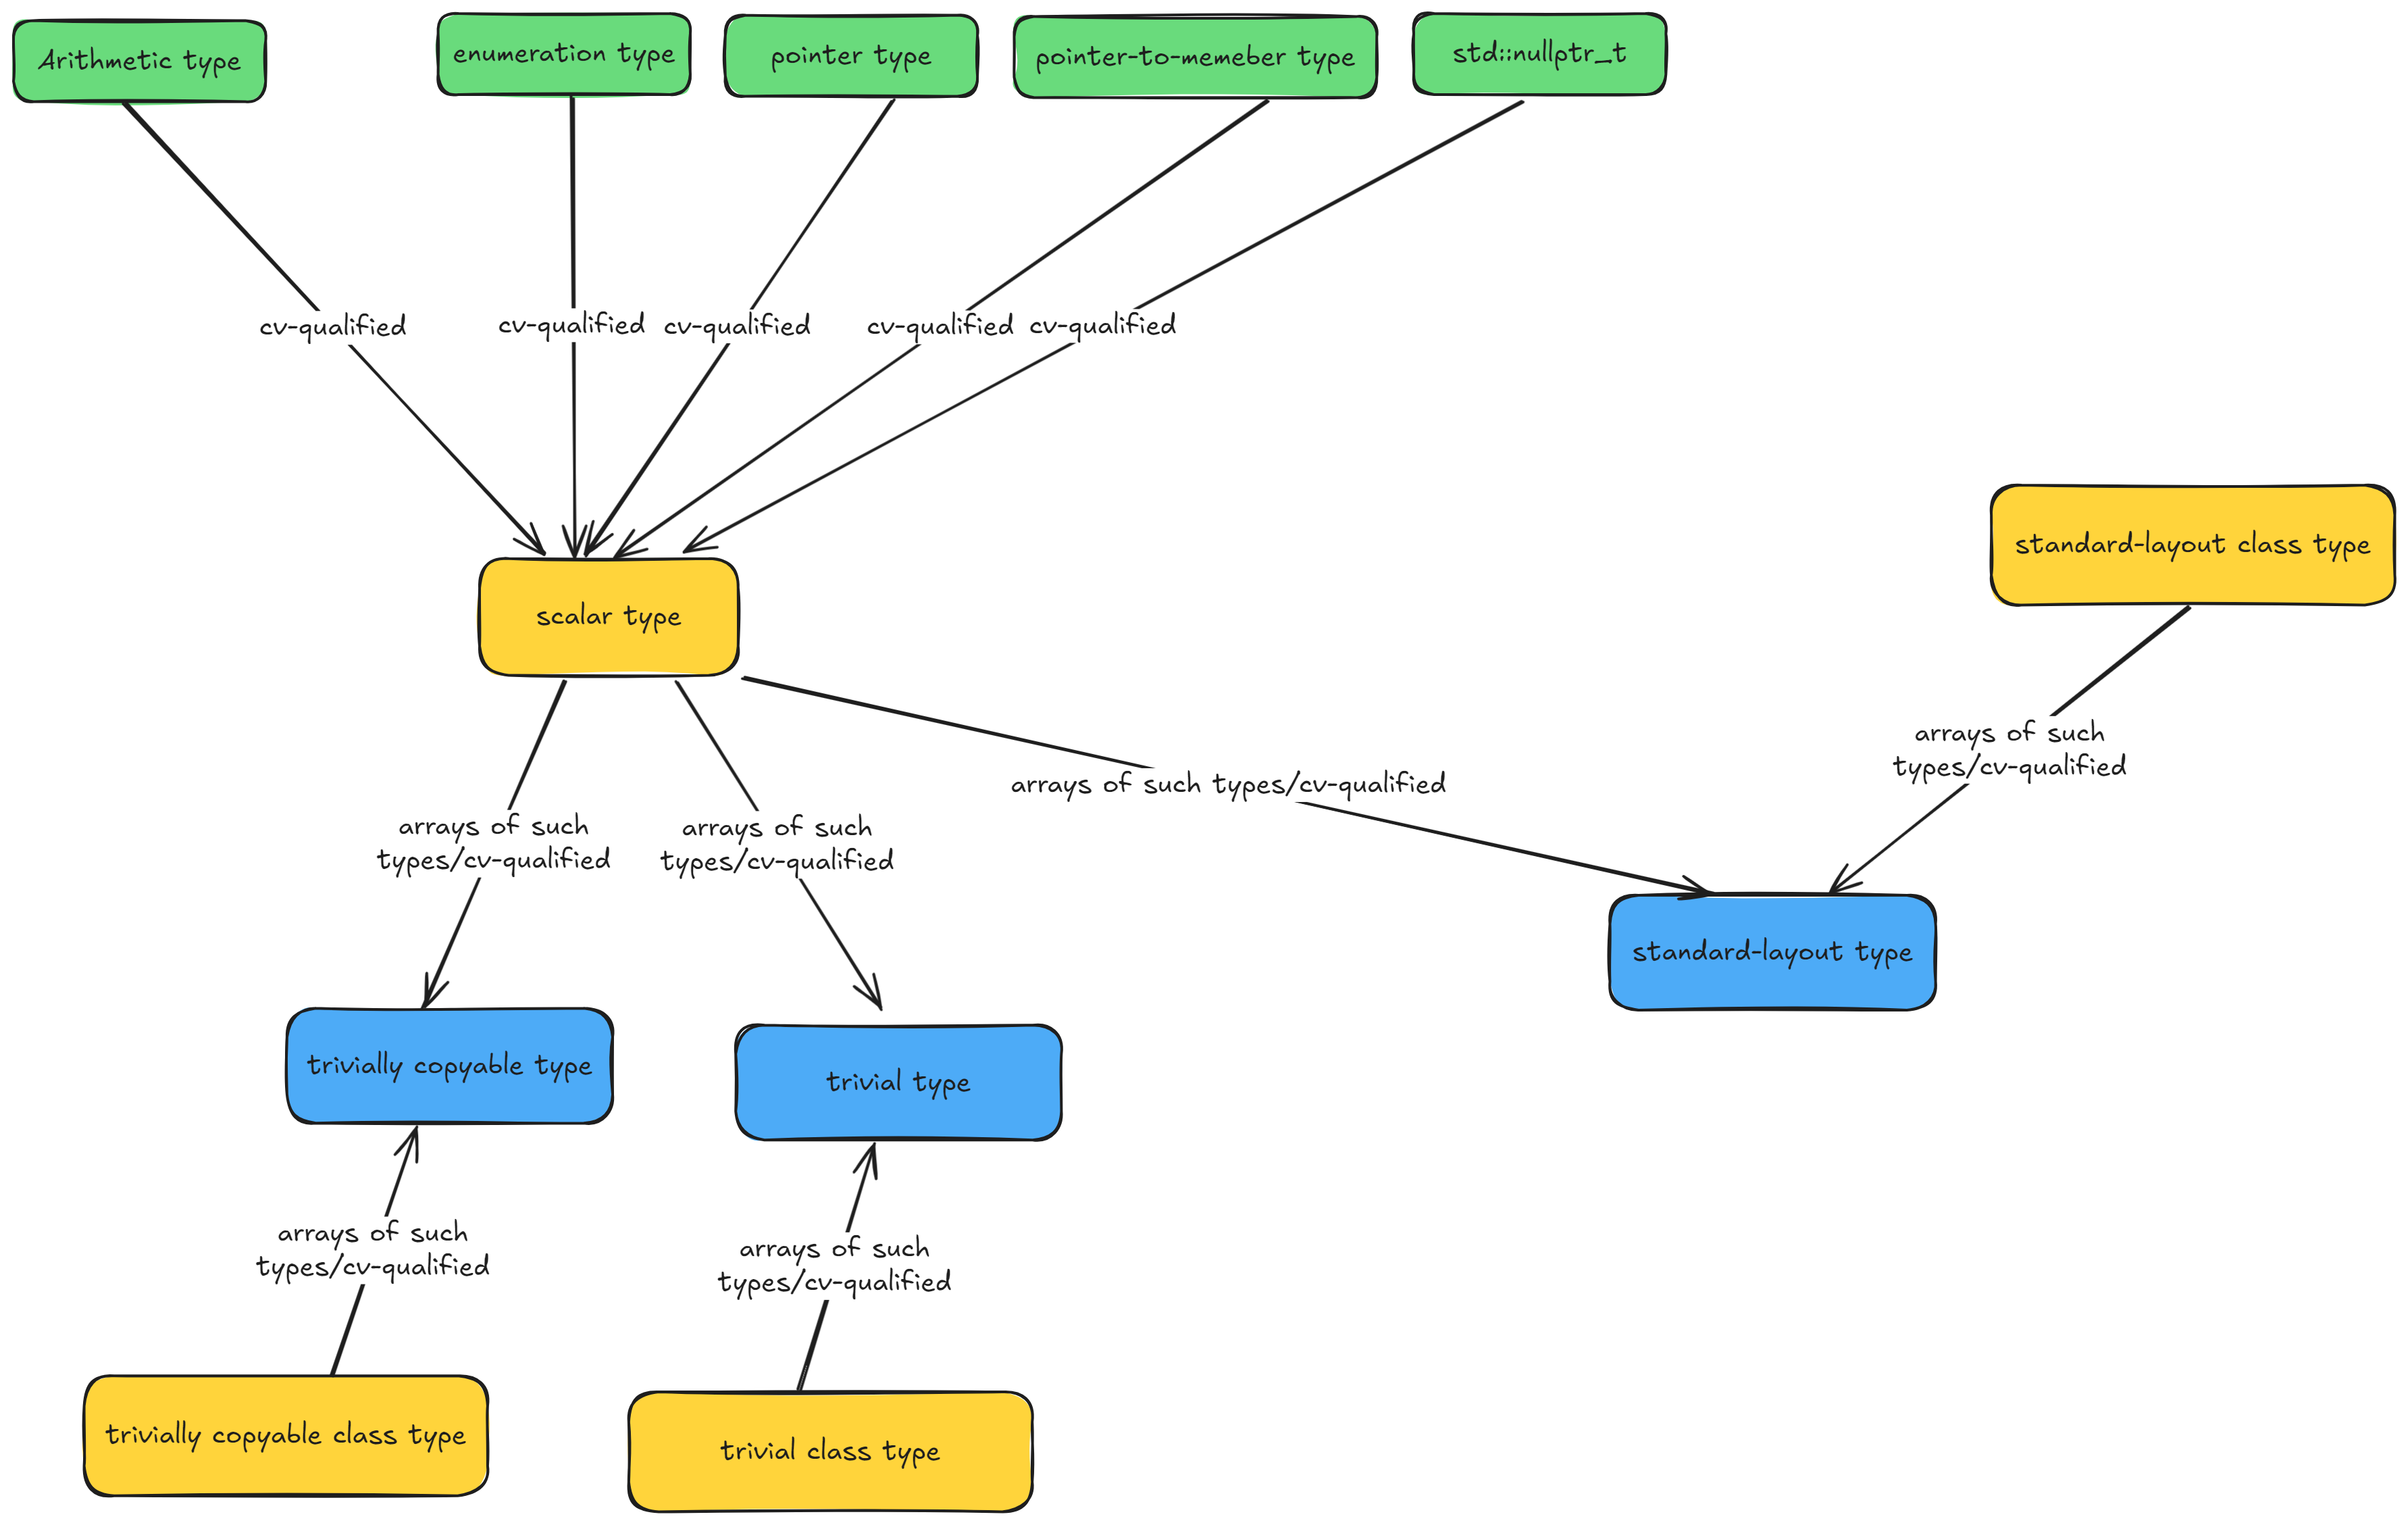 Arithmetic type
enumeration type
pointer type
pointer-to-memeber type
std::nullptr_t
cv-qualified
cv-qualified
cv-qualified
cv-qualified
cv-qualified
standard-layout class type
scalar type
arrays of such
types/cv-qualified
arrays of such types/cv-qualified
arrays of such
types/cv-qualified
arrays of such
types/cv-qualified
standard-layout type
trivially copyable type
trivial type
arrays of such
types/cv-qualified
arrays of such
types/cv-qualified
trivially copyable class type
trivial class type